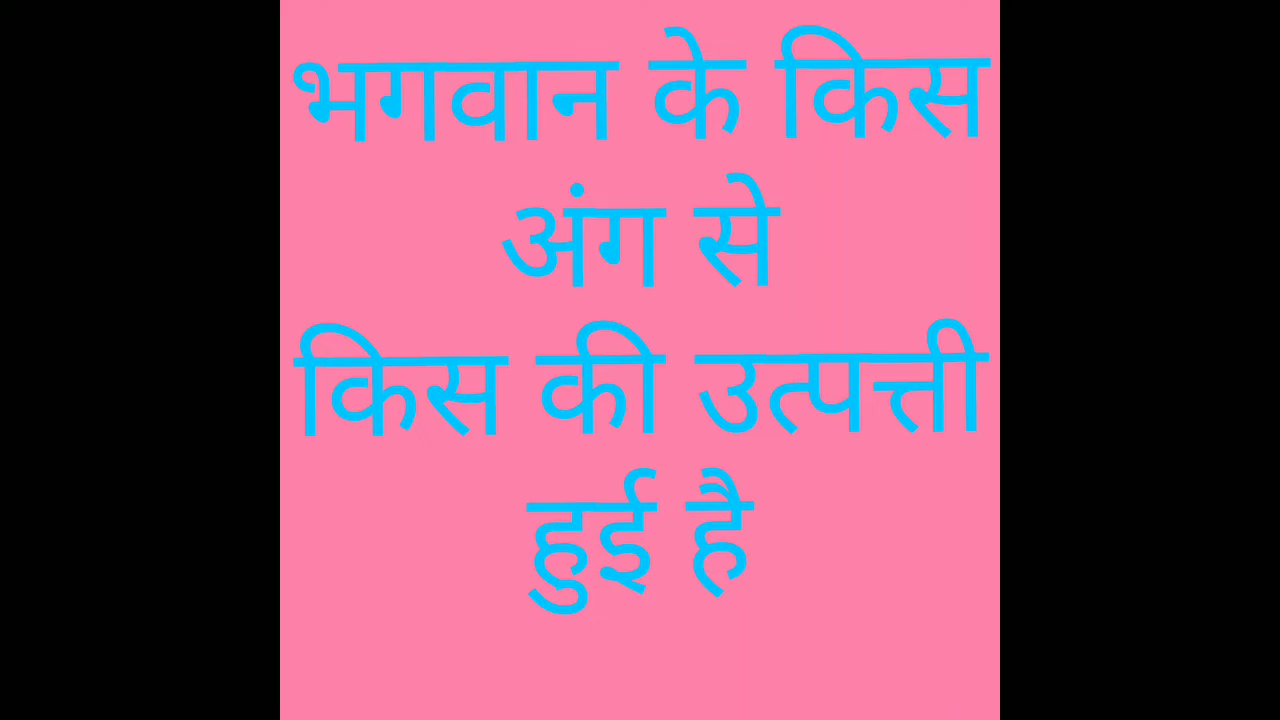 भगवान के किस
अंग से
किस की उत्पत्ती
हुई है